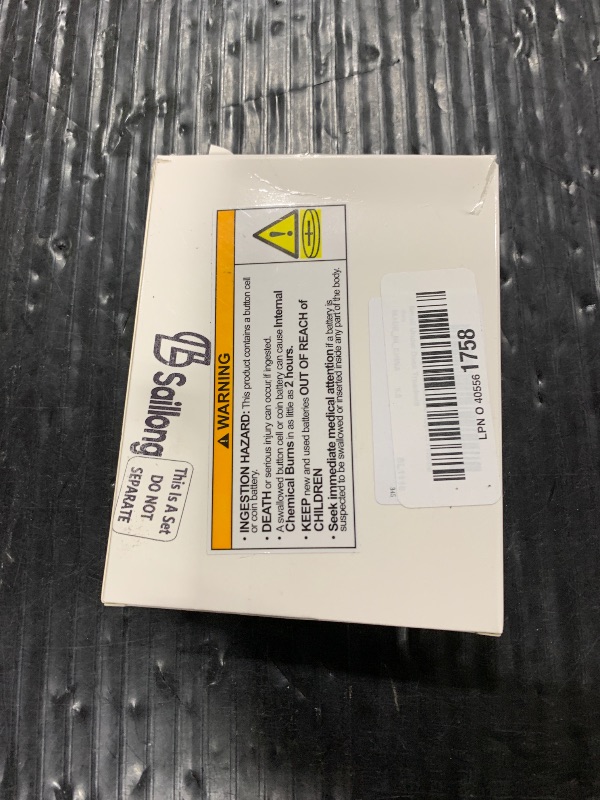 Sallong
This Is A Set
DO NOT
SEPARATE
WARNING
• INGESTION HAZARD: This product contains a button cell
or coin battery.
• DEATH or serious injury can occur if ingested.
• A swallowed button cell or coin battery can cause Internal
Chemical Burns in as little as 2 hours.
• KEEP new and used batteries OUT OF REACH of
CHILDREN
• Seek immediate medical attention if a battery is
suspected to be swallowed or inserted inside any part of the body.
LPN O 40556 1758